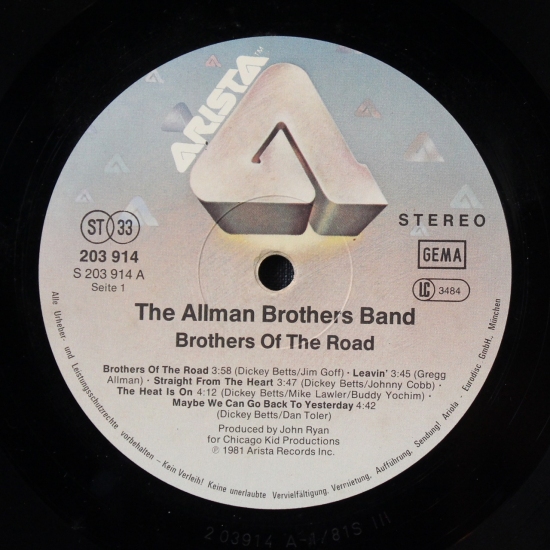 ARISTA™
STEREO
ST 33
203 914
S 203 914 A
Seite 1
GEMA
LC 3484
The Allman Brothers Band
Brothers Of The Road
Brothers Of The Road 3:58 (Dickey Betts/Jim Goff) · Leavin' 3:45 (Gregg
Allman) · Straight From The Heart 3:47 (Dickey Betts/Johnny Cobb) ·
The Heat Is On 4:12 (Dickey Betts/Mike Lawler/Buddy Yochim) ·
Maybe We Can Go Back To Yesterday 4:42
(Dickey Betts/Dan Toler)
Produced by John Ryan
for Chicago Kid Productions
℗ 1981 Arista Records Inc.
Alle Urheber- und Leistungsschutzrechte vorbehalten – Kein Verleih! Keine unerlaubte Vervielfältigung, Vermietung, Aufführung, Sendung! Ariola - Eurodisc GmbH., München
203914 A-1/81S III